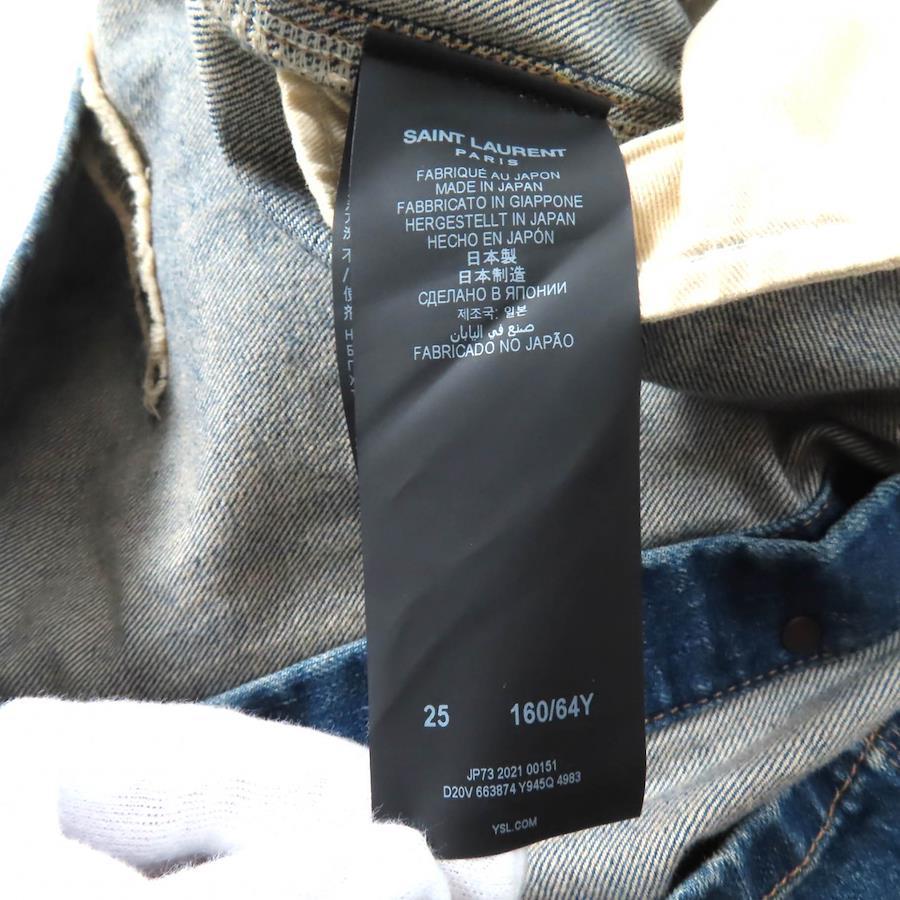 SAINT LAURENT
PARIS
FABRIQUÉ AU JAPON
MADE IN JAPAN
FABBRICATO IN GIAPPONE
HERGESTELLT IN JAPAN
HECHO EN JAPÓN
日本製
日本制造
СДЕЛАНО В ЯПОНИИ
제조국: 일본
صنع في اليابان
FABRICADO NO JAPÃO
25 160/64Y
JP73 2021 00151
D20V 663874 Y945Q 4983
YSL.COM